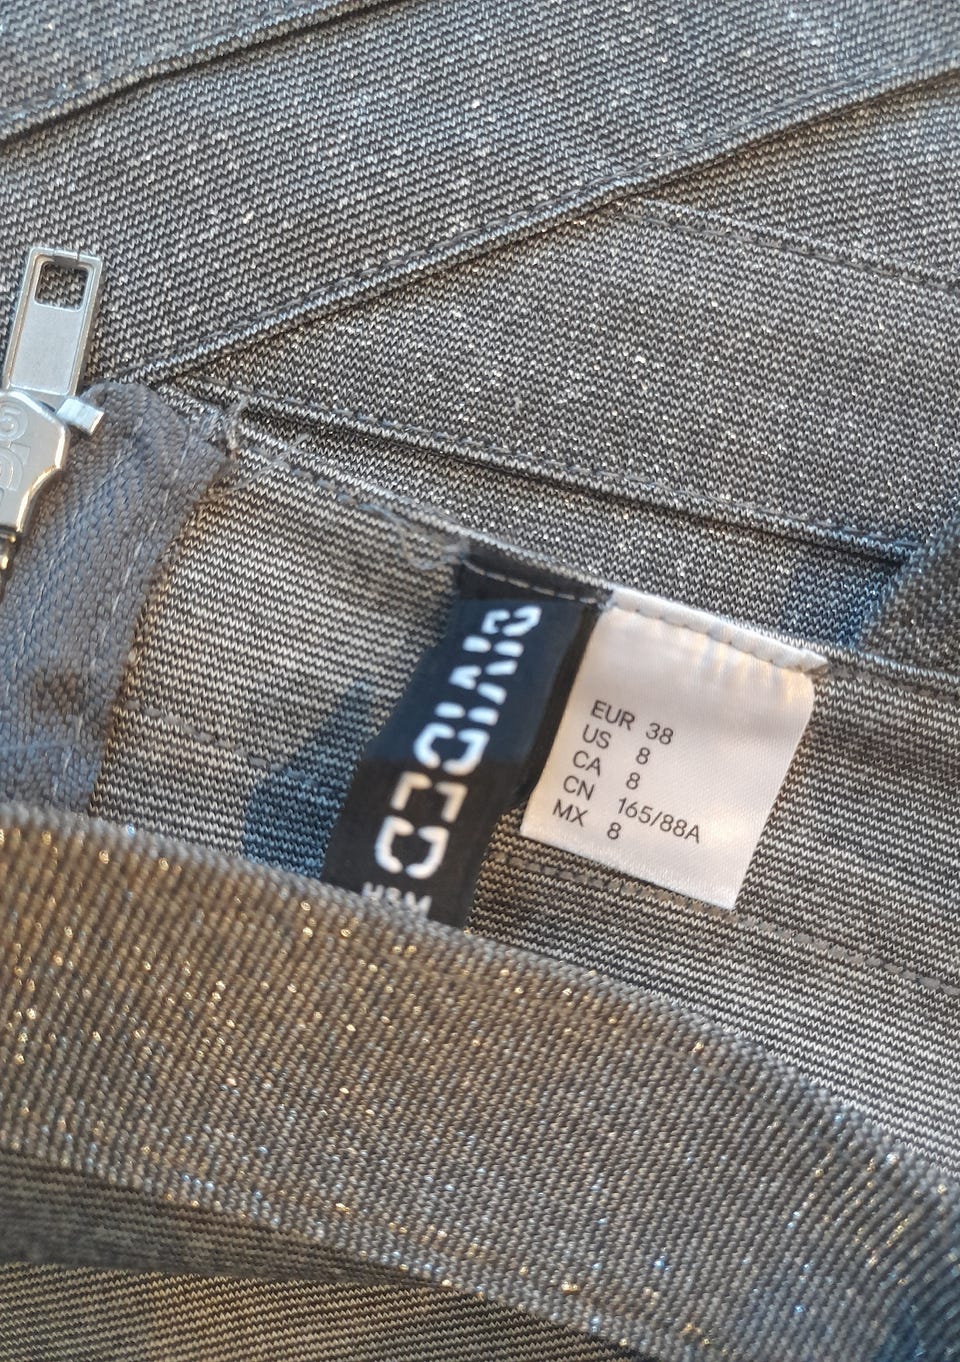 DIVIDED
H&M
EUR 38
US 8
CA 8
CN 165/88A
MX 8